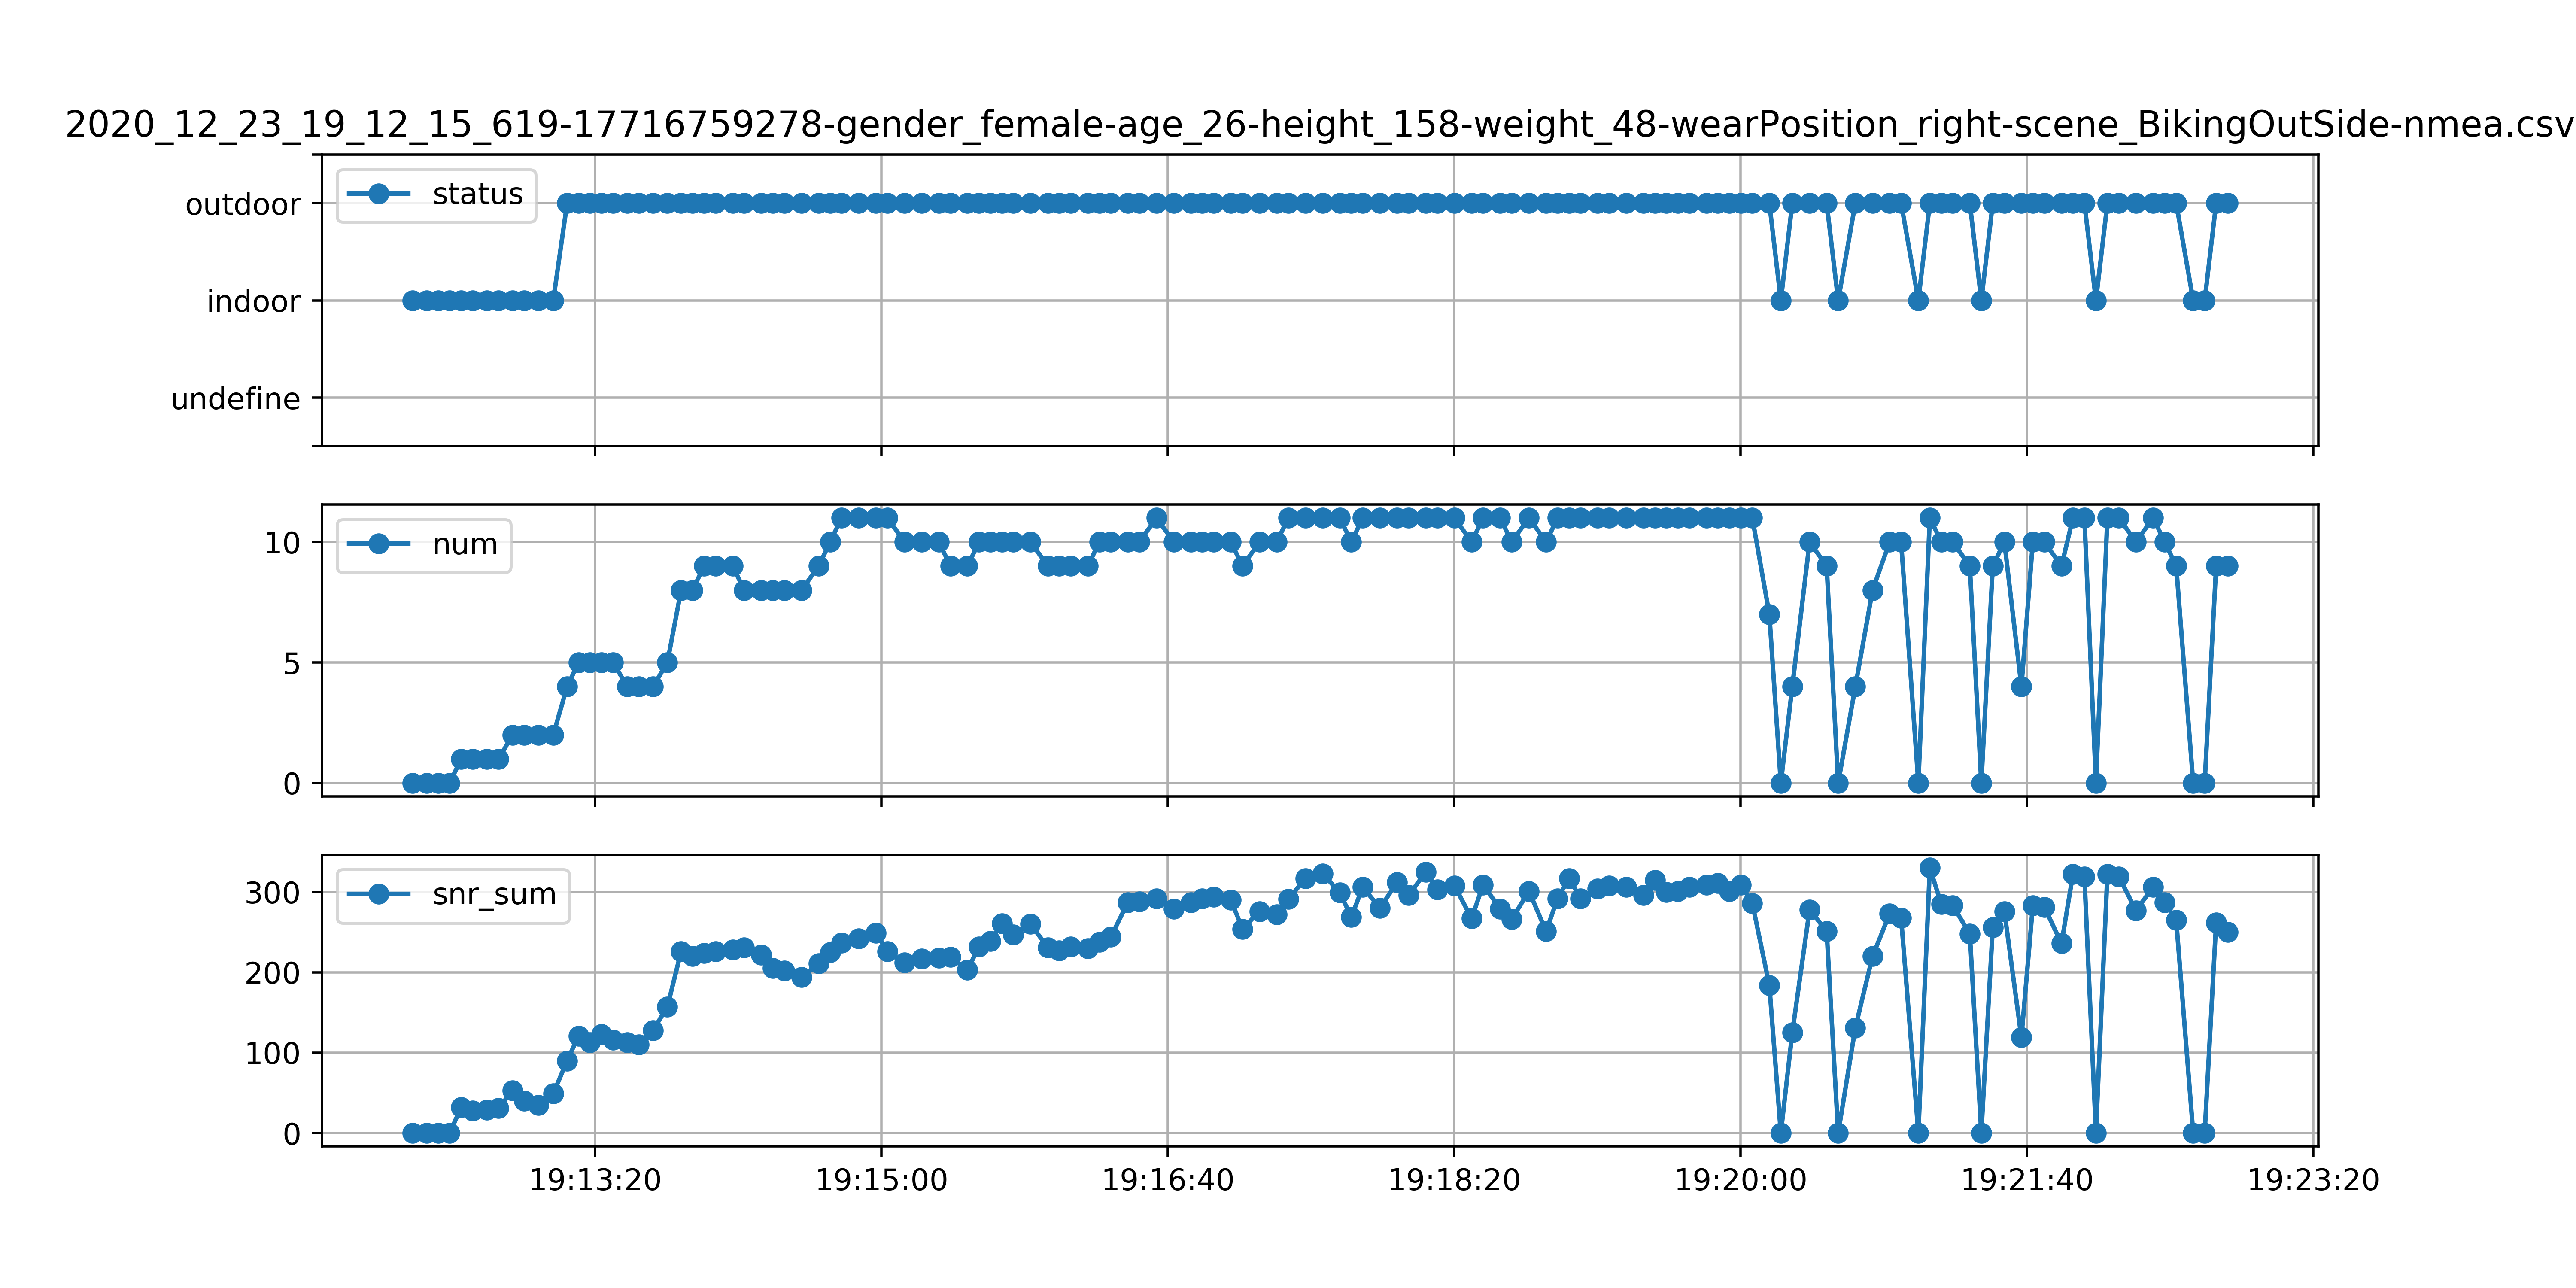 2020_12_23_19_12_15_619-17716759278-gender_female-age_26-height_158-weight_48-wearPosition_right-scene_BikingOutSide-nmea.csv
status
outdoor
indoor
undefine
num
10
5
0
snr_sum
300
200
100
0
19:13:20 19:15:00 19:16:40 19:18:20 19:20:00 19:21:40 19:23:20